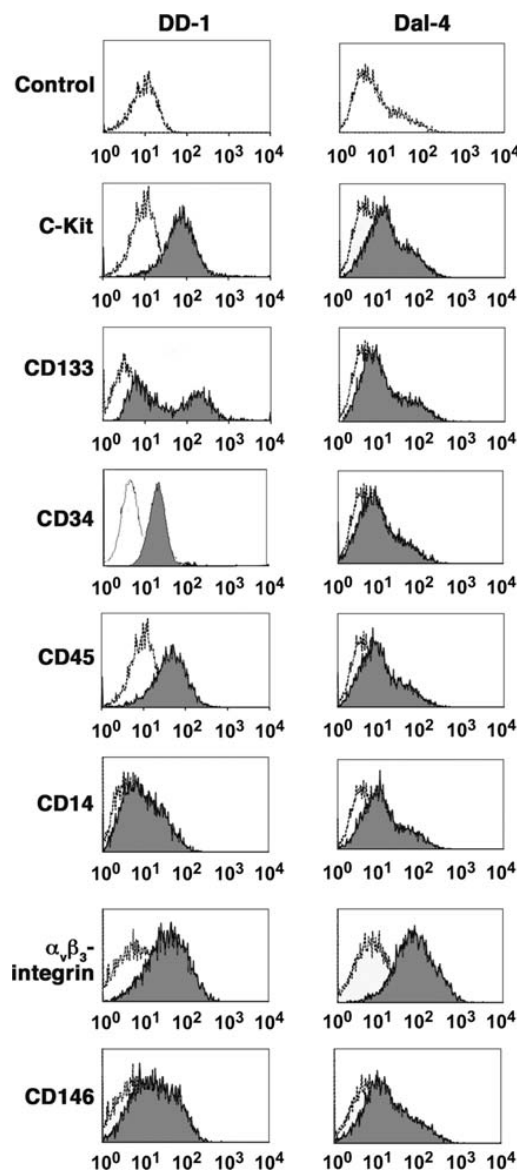 DD-1 Dal-4
Control
10⁰ 10¹ 10² 10³ 10⁰ 10¹ 10² 10³ 10⁴
C-Kit
10⁰ 10¹ 10² 10³ 10⁴ 10⁰ 10¹ 10² 10³ 10⁴
CD133
10⁰ 10¹ 10² 10³ 10⁴ 10⁰ 10¹ 10² 10³ 10⁴
CD34
10⁰ 10¹ 10² 10³ 10⁴ 10⁰ 10¹ 10² 10³ 10⁴
CD45
10⁰ 10¹ 10² 10³ 10⁴ 10⁰ 10¹ 10² 10³ 10⁴
CD14
10⁰ 10¹ 10² 10³ 10⁴ 10⁰ 10¹ 10² 10³ 10⁴
αᵥβ₃-
integrin
10⁰ 10¹ 10² 10³ 10⁴ 10⁰ 10¹ 10² 10³ 10⁴
CD146
10⁰ 10¹ 10² 10³ 10⁴ 10⁰ 10¹ 10² 10³ 10⁴